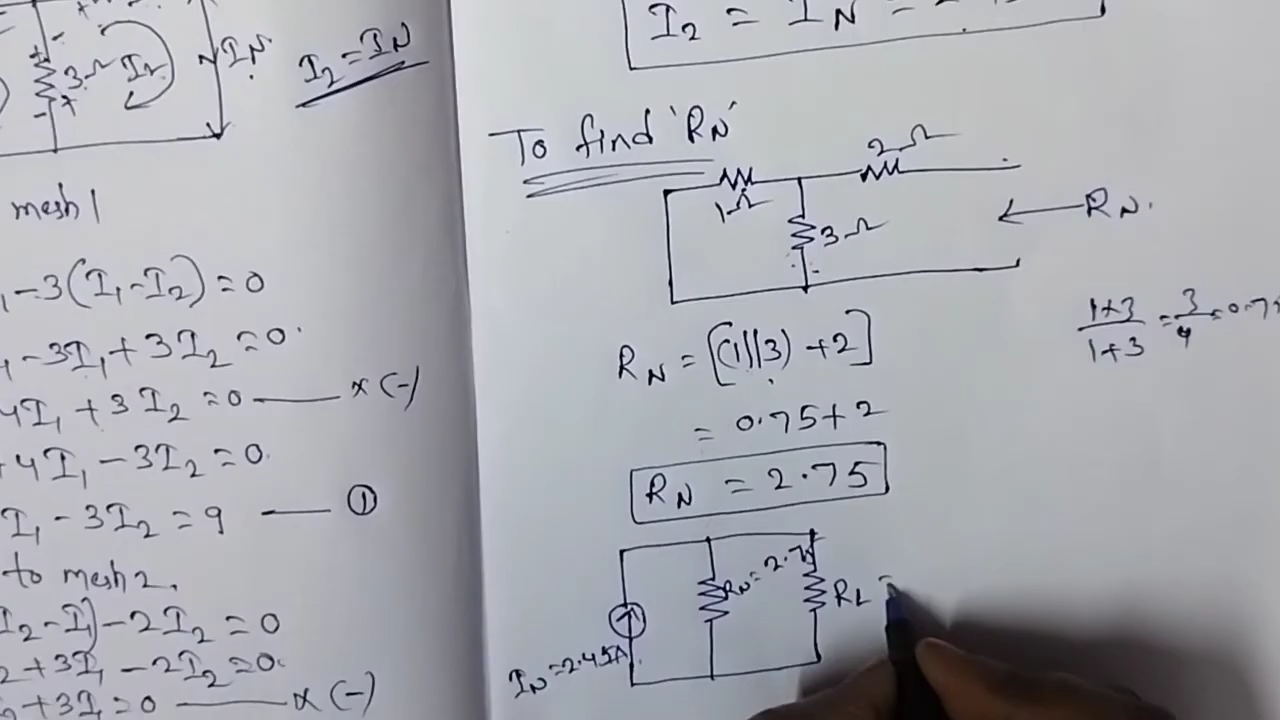 3Ω I₂ IN
I₂ = IN
mesh 1
-3(I₁-I₂)=0
-3I₁+3I₂=0
4I₁+3I₂=0 —— ×(-)
+4I₁-3I₂=0
I₁-3I₂=9 —— ①
to mesh 2.
I₂-I₁)-2I₂=0
+3I₁-2I₂=0
+3I₁=0 —— ×(-)
I₂ = IN =
To find 'RN'
1Ω 2Ω
3Ω
RN.
RN = [(1||3)+2]
1×3/1+3 = 3/4 = 0.7
= 0.75+2
RN = 2.75
IN=2.45A RN=2.75 RL =